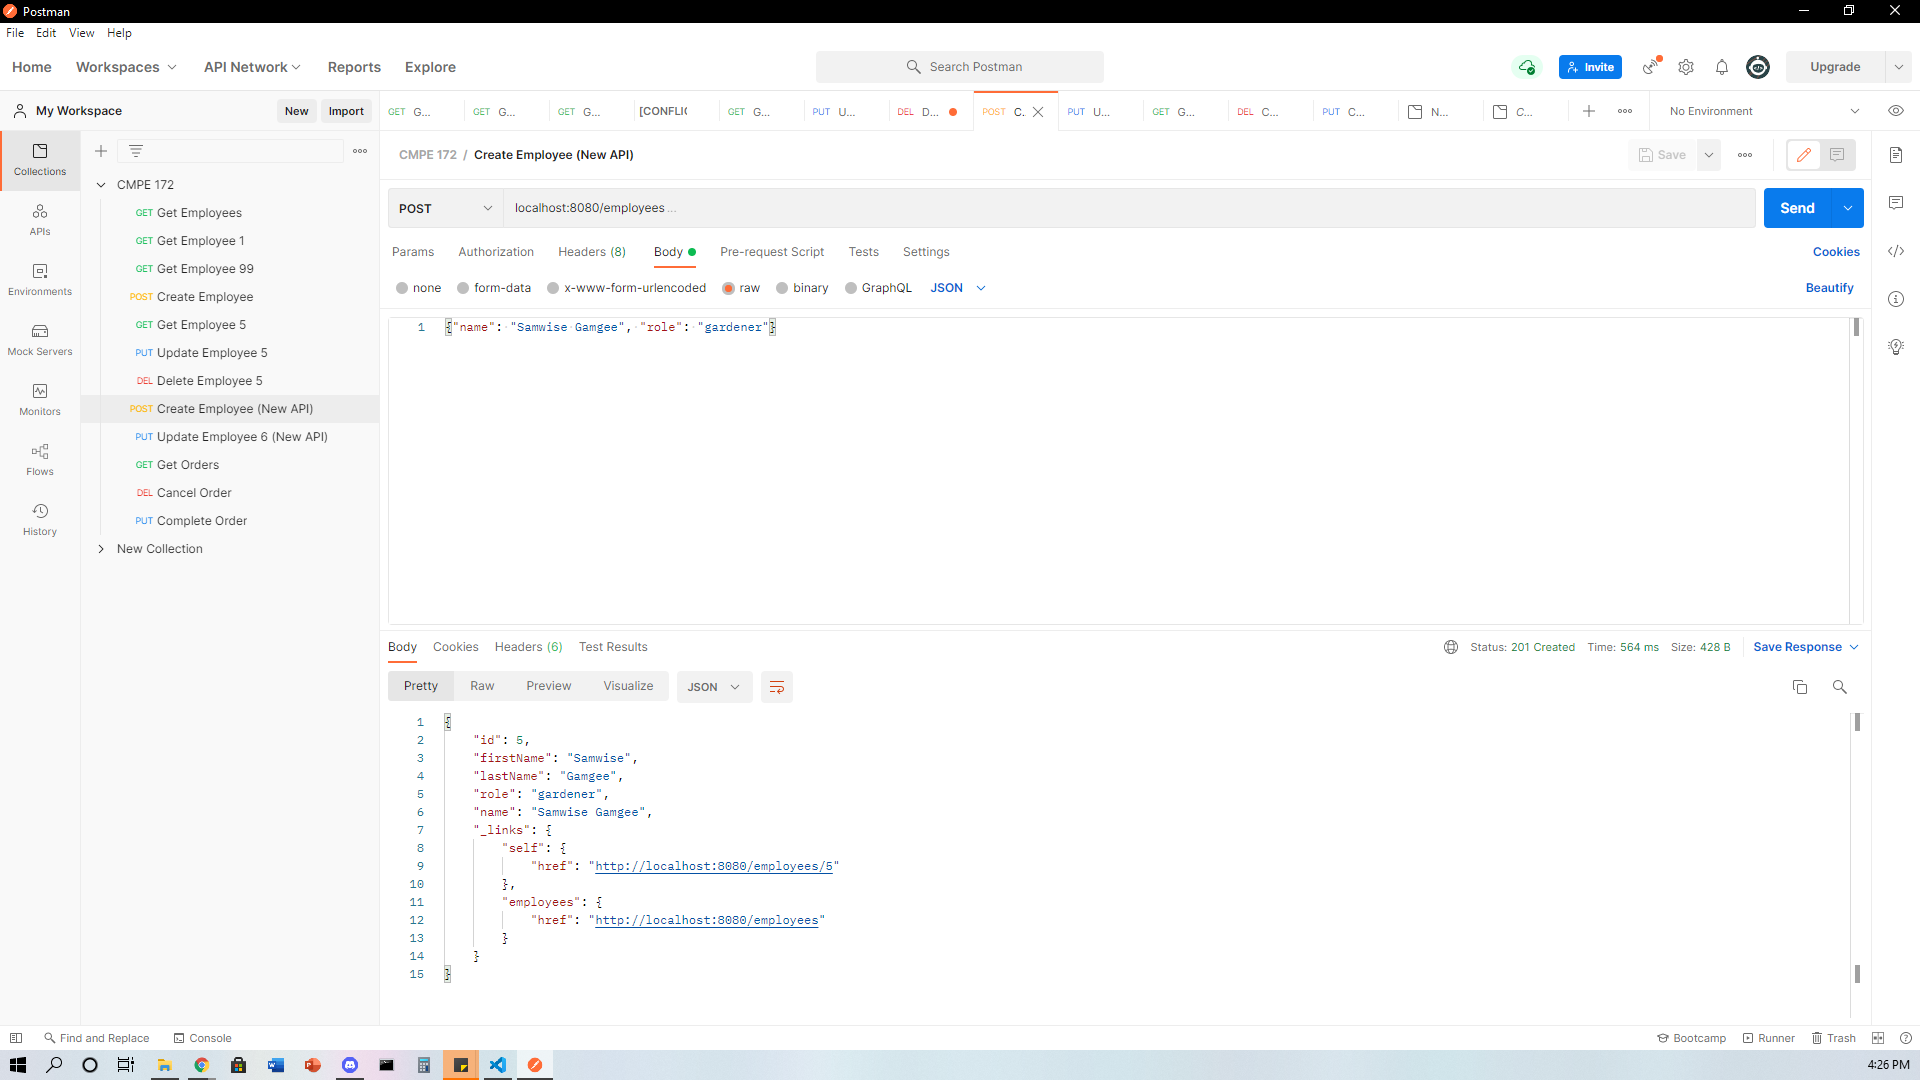 Postman
File Edit View Help
Home Workspaces API Network Reports Explore Search Postman Invite Upgrade
My Workspace New Import GET G... GET G... GET G... [CONFLIC GET G... PUT U... DEL D... POST C. PUT U... GET G... DEL C... PUT C... N... C... No Environment
CMPE 172 / Create Employee (New API) Save
Collections
APIs
Environments
Mock Servers
Monitors
Flows
History
CMPE 172
GET Get Employees
GET Get Employee 1
GET Get Employee 99
POST Create Employee
GET Get Employee 5
PUT Update Employee 5
DEL Delete Employee 5
POST Create Employee (New API)
PUT Update Employee 6 (New API)
GET Get Orders
DEL Cancel Order
PUT Complete Order
New Collection
POST localhost:8080/employees ... Send
Params Authorization Headers (8) Body Pre-request Script Tests Settings Cookies
none form-data x-www-form-urlencoded raw binary GraphQL JSON Beautify
1 {"name": "Samwise Gamgee", "role": "gardener"}
Body Cookies Headers (6) Test Results Status: 201 Created Time: 564 ms Size: 428 B Save Response
Pretty Raw Preview Visualize JSON
1 {
2 "id": 5,
3 "firstName": "Samwise",
4 "lastName": "Gamgee",
5 "role": "gardener",
6 "name": "Samwise Gamgee",
7 "_links": {
8 "self": {
9 "href": "http://localhost:8080/employees/5"
10 },
11 "employees": {
12 "href": "http://localhost:8080/employees"
13 }
14 }
15 }
Find and Replace Console Bootcamp Runner Trash
4:26 PM